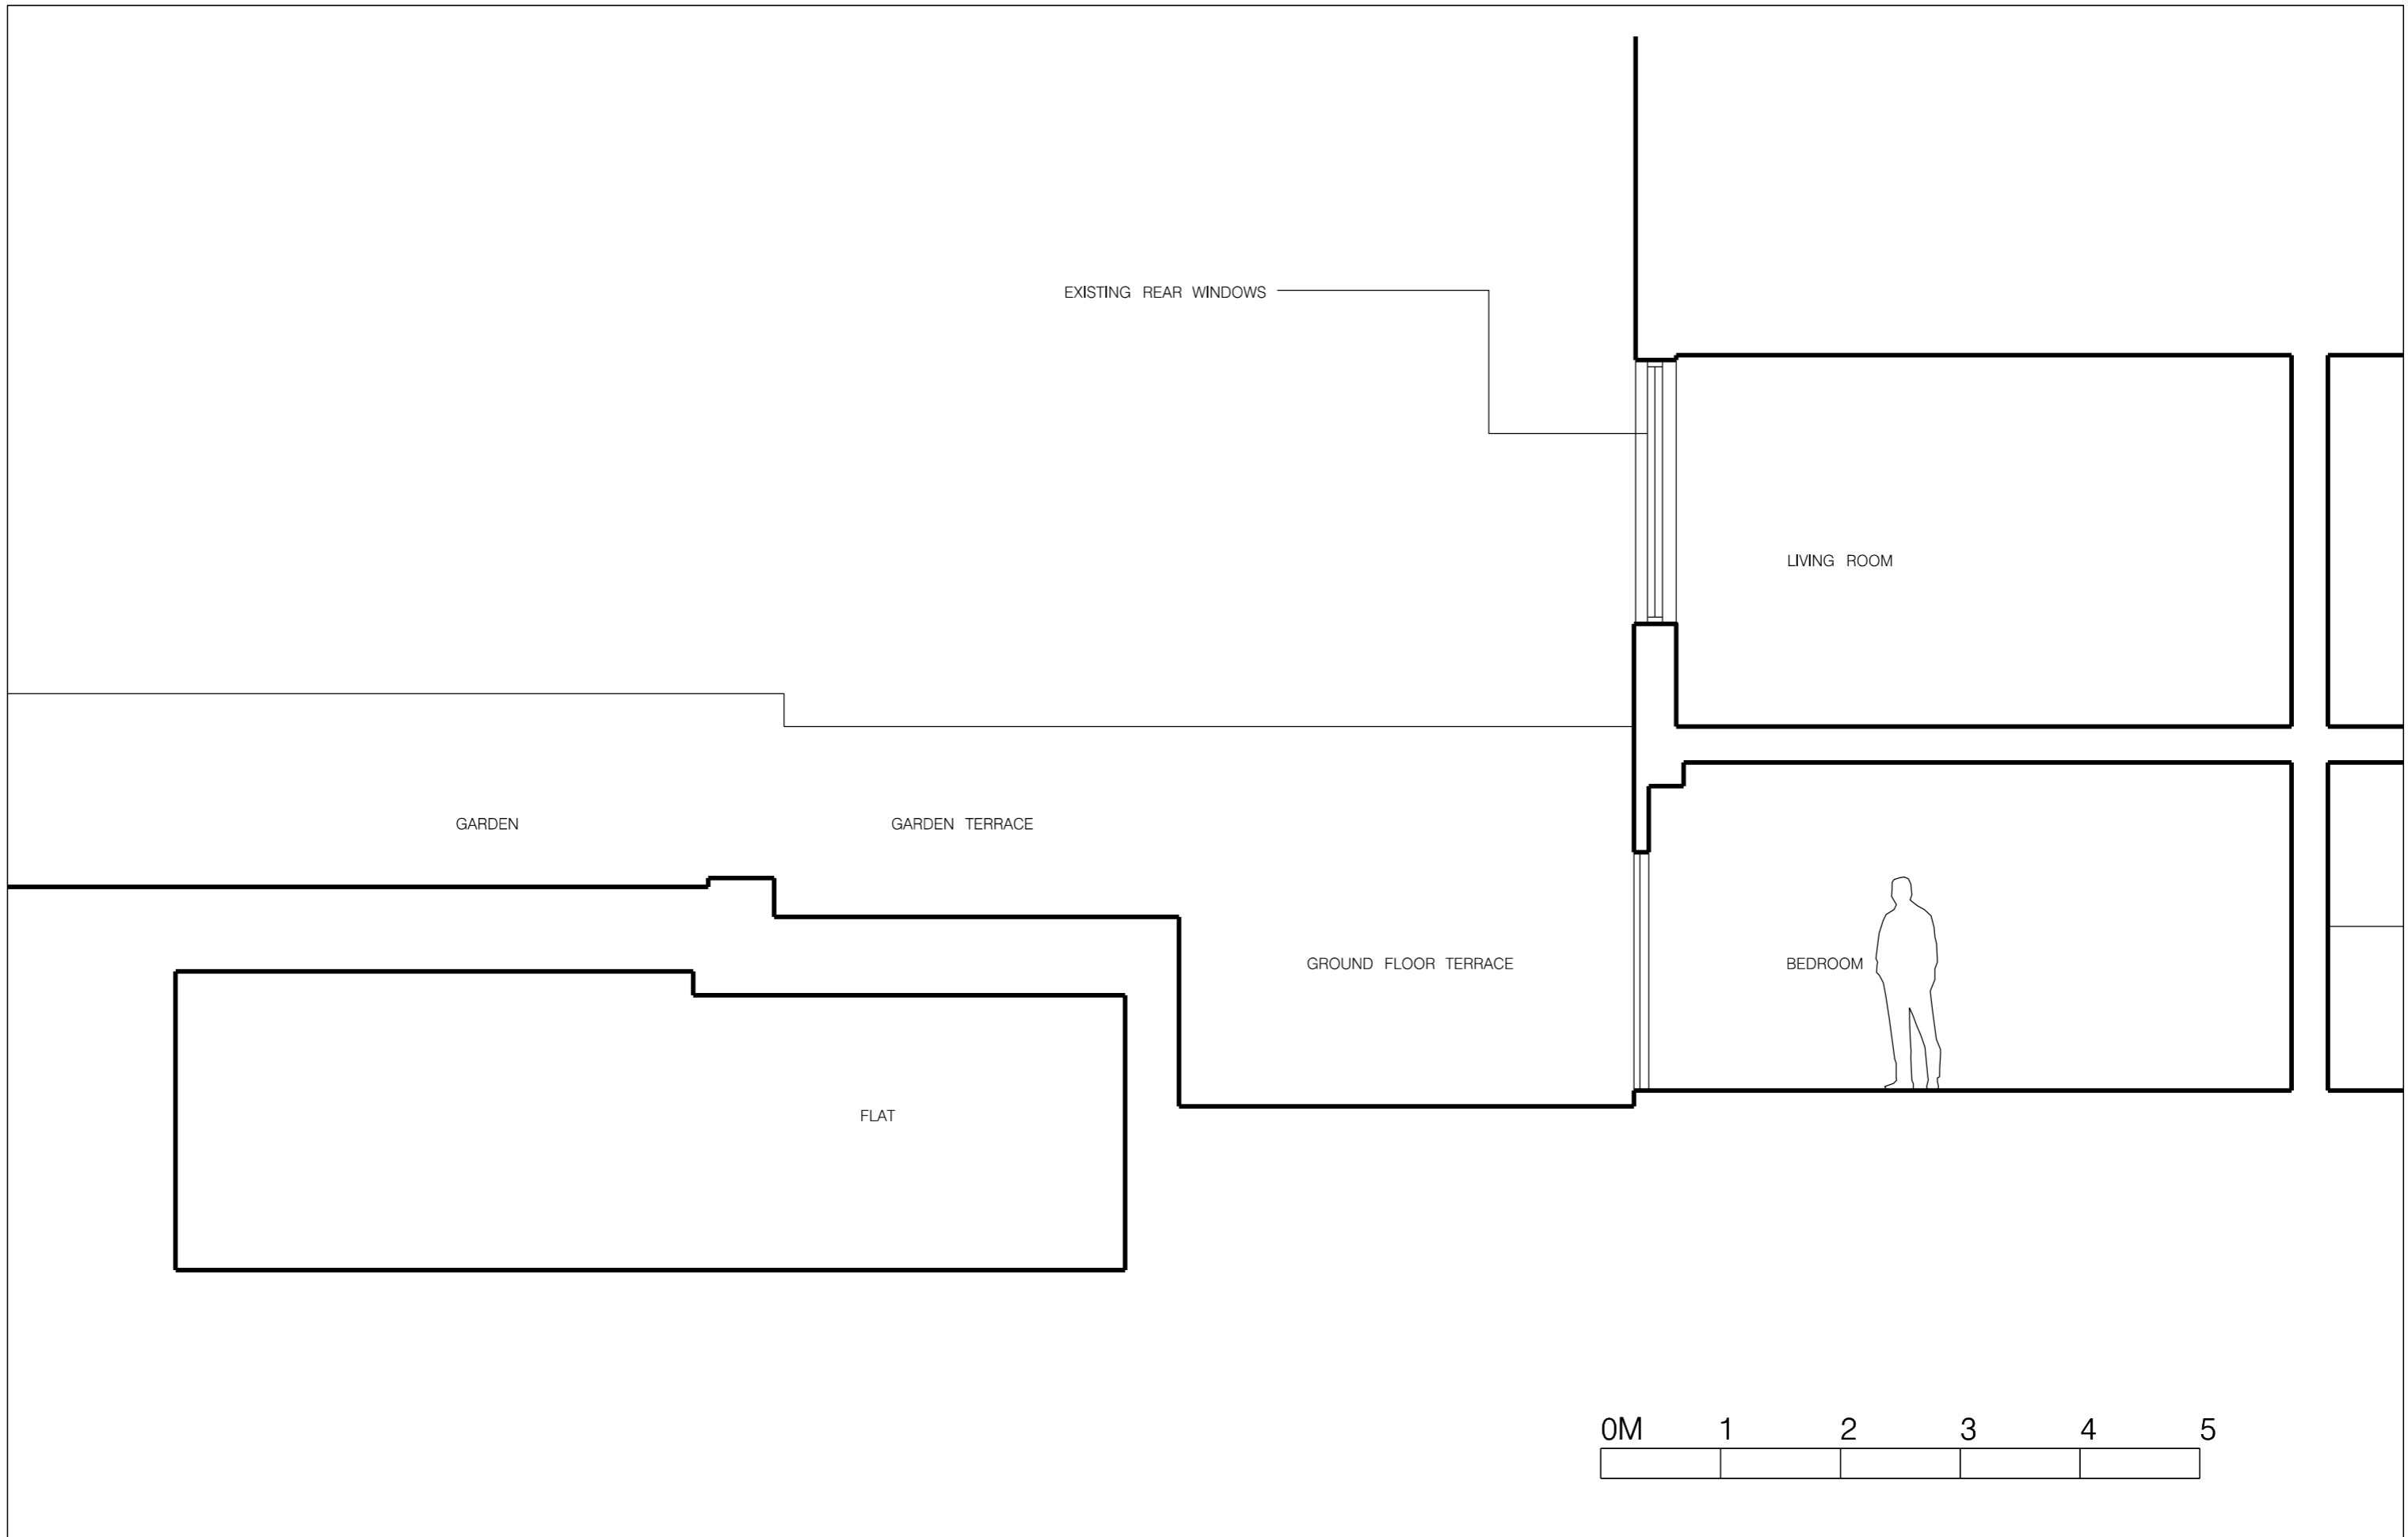 EXISTING REAR WINDOWS
LIVING ROOM
GARDEN
GARDEN TERRACE
GROUND FLOOR TERRACE
BEDROOM
FLAT
0M 1 2 3 4 5